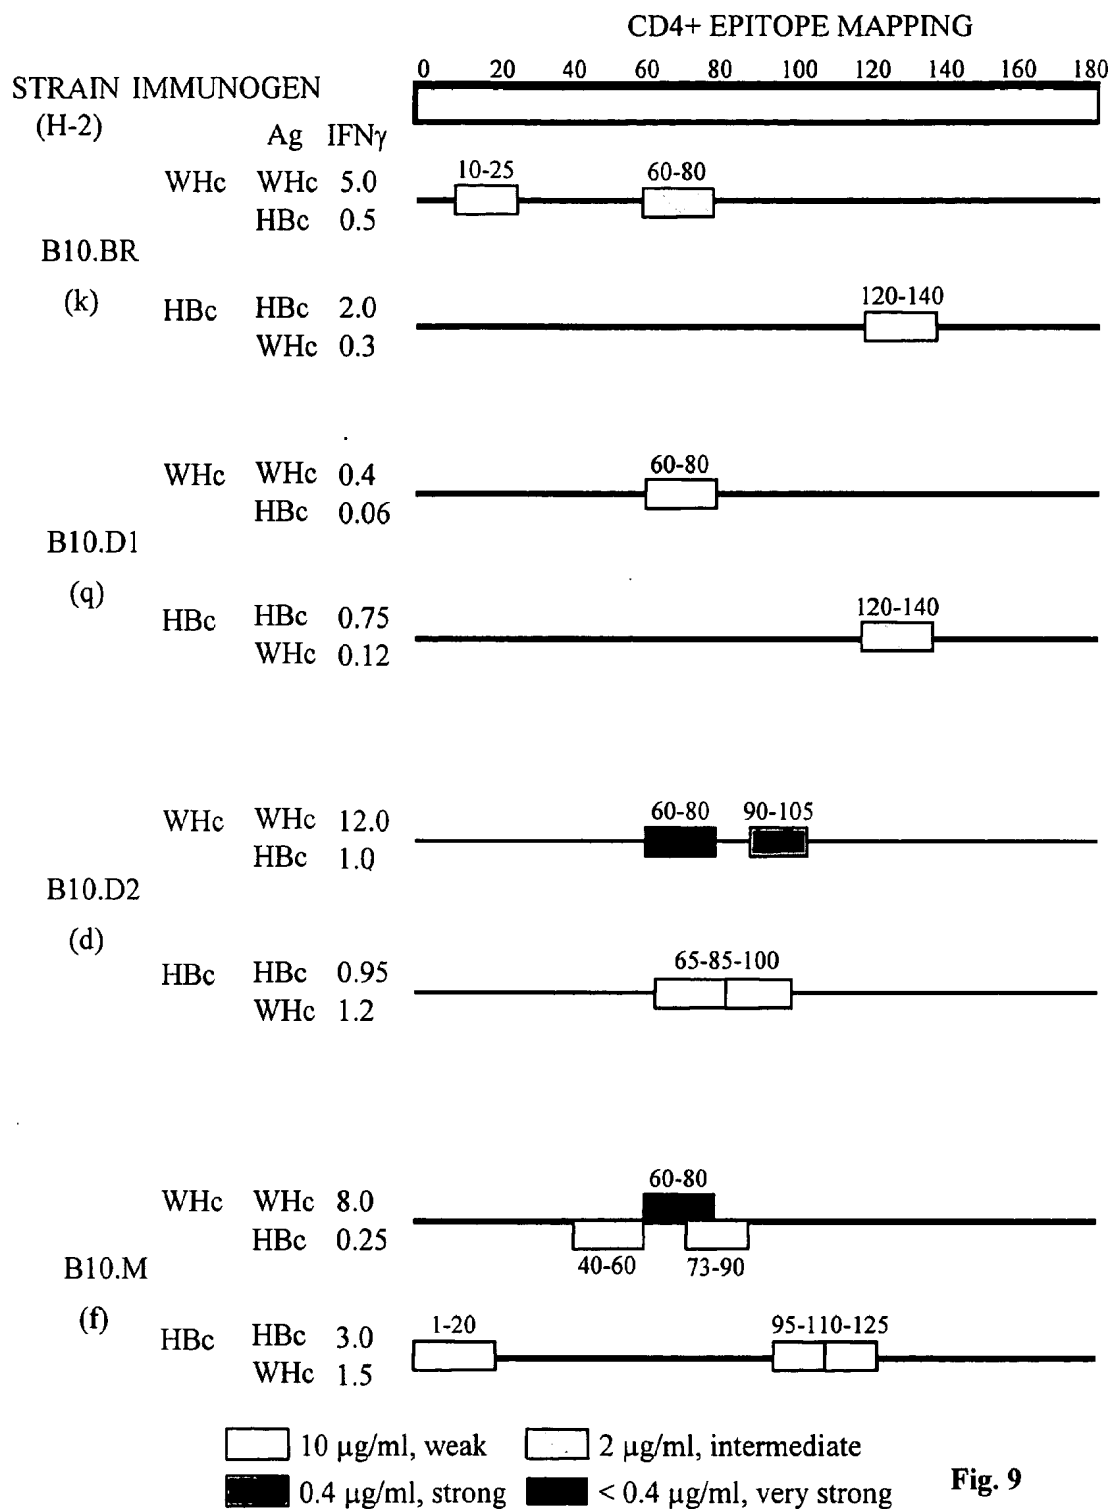 CD4+ EPITOPE MAPPING
0 20 40 60 80 100 120 140 160 180
STRAIN IMMUNOGEN
(H-2)
Ag IFNγ
10-25 60-80
WHc WHc 5.0
HBc 0.5
B10.BR
(k)
120-140
HBc HBc 2.0
WHc 0.3
60-80
WHc WHc 0.4
HBc 0.06
B10.D1
(q)
120-140
HBc HBc 0.75
WHc 0.12
60-80 90-105
WHc WHc 12.0
HBc 1.0
B10.D2
(d)
65-85-100
HBc HBc 0.95
WHc 1.2
60-80
WHc WHc 8.0
HBc 0.25
40-60 73-90
B10.M
(f)
1-20 95-110-125
HBc HBc 3.0
WHc 1.5
10 µg/ml, weak 2 µg/ml, intermediate
0.4 µg/ml, strong < 0.4 µg/ml, very strong
Fig. 9